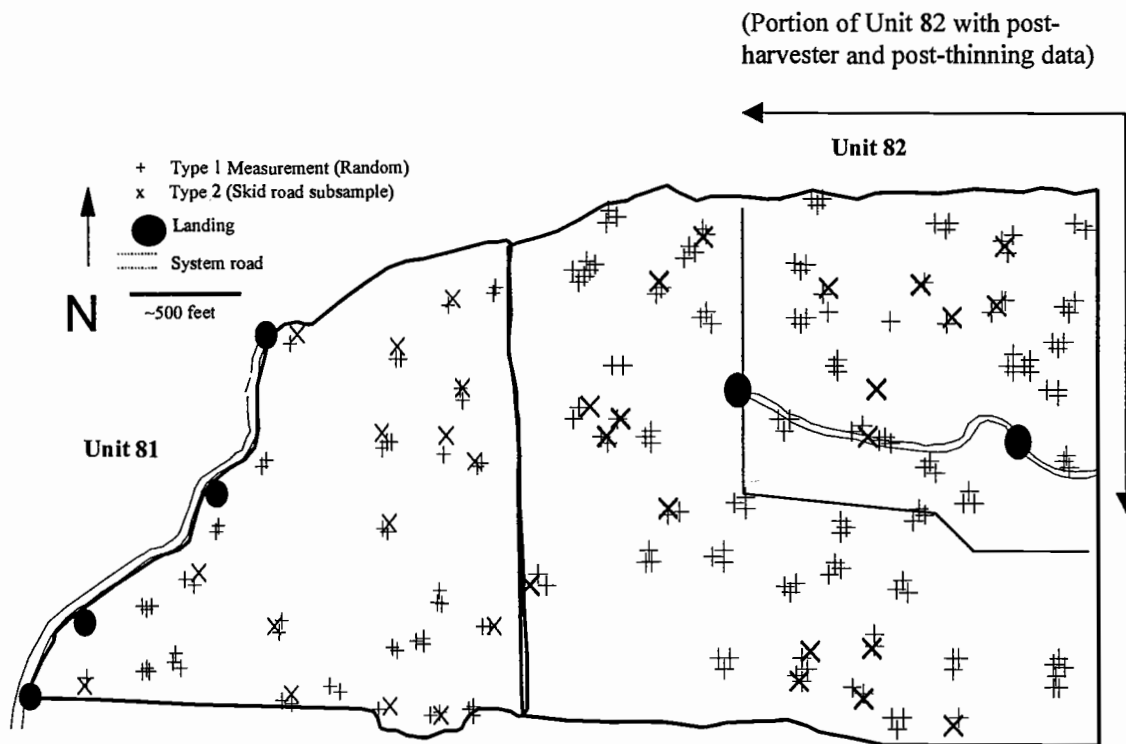 (Portion of Unit 82 with post-
harvester and post-thinning data)
Unit 82
+ Type 1 Measurement (Random)
x Type 2 (Skid road subsample)
Landing
System road
N
~500 feet
Unit 81